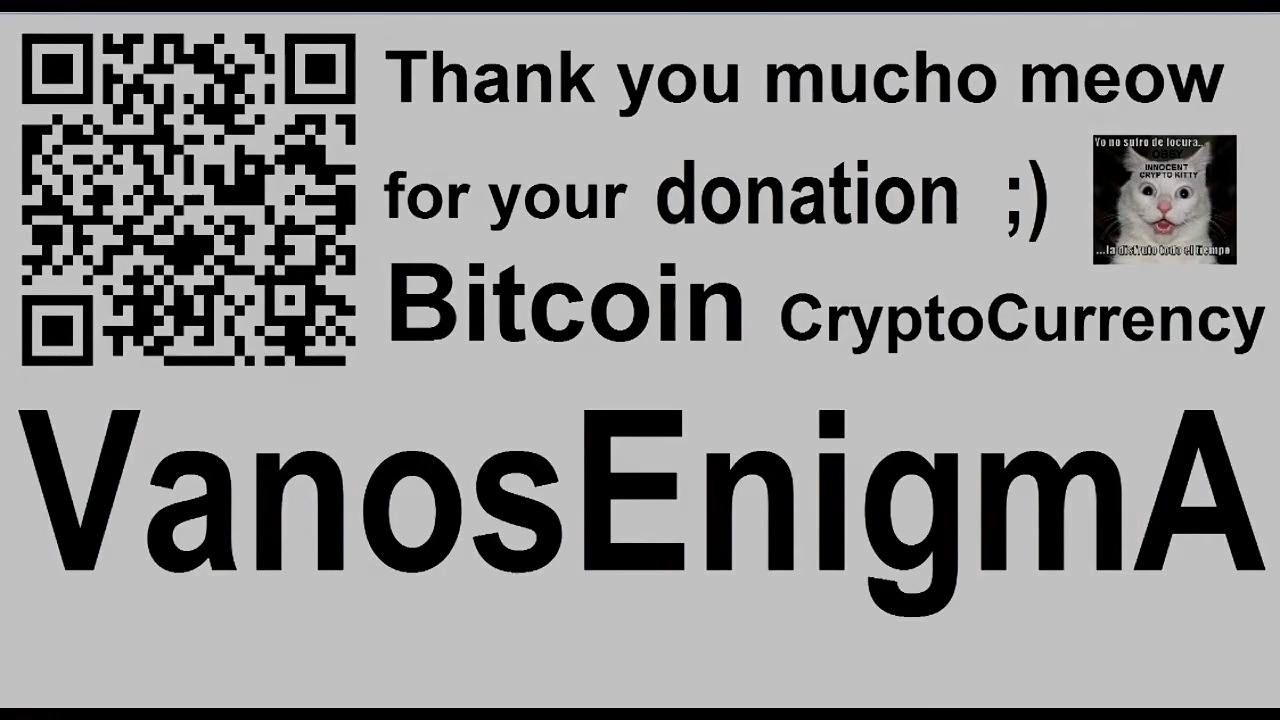 Thank you mucho meow
for your donation ;)
Yo no sufro de locura...
OBEY
INNOCENT
CRYPTO KITTY
...la disfruto todo el tiempo
Bitcoin CryptoCurrency
VanosEnigmA